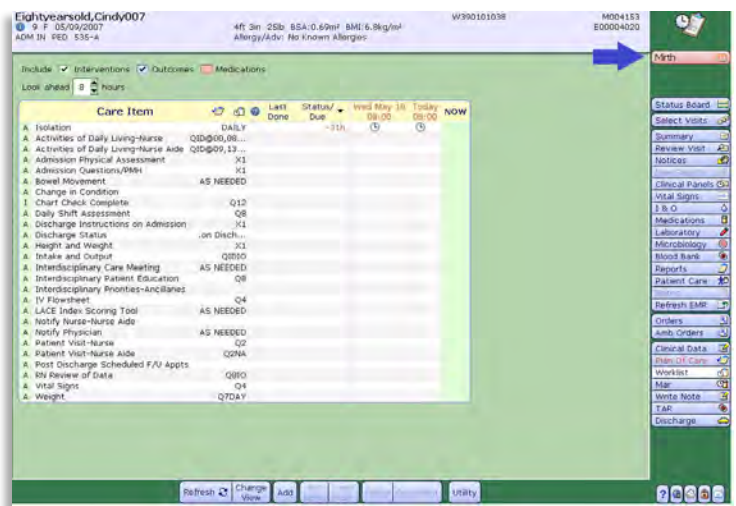 Eightyearsold,Cindy007
9 F 05/09/2007
ADM IN PED 535-A
4ft 3in 25lb BSA:0.69m² BMI:6.8kg/m²
Allergy/Adv: No Known Allergies
W390101038
M004153
E00004020
Mirth
Include Interventions Outcomes Medications
Look ahead 8 hours
Care Item Last Done Status/Due Wed May 18 08:00 Today 08:00 NOW
A Isolation DAILY -31h
A Activities of Daily Living-Nurse QID@00,08...
A Activities of Daily Living-Nurse Aide QID@09,13...
A Admission Physical Assessment X1
A Admission Questions/PMH X1
A Bowel Movement AS NEEDED
A Change in Condition
I Chart Check Complete Q12
A Daily Shift Assessment Q8
A Discharge Instructions on Admission X1
A Discharge Status .on Disch...
A Height and Weight X1
A Intake and Output QIDIO
A Interdisciplinary Care Meeting AS NEEDED
A Interdisciplinary Patient Education Q8
A Interdisciplinary Priorities-Ancillaries
A IV Flowsheet Q4
A LACE Index Scoring Tool AS NEEDED
A Notify Nurse-Nurse Aide
A Notify Physician AS NEEDED
A Patient Visit-Nurse Q2
A Patient Visit-Nurse Aide Q2NA
A Post Discharge Scheduled F/U Appts
A RN Review of Data Q8IO
A Vital Signs Q4
A Weight Q7DAY
Status Board
Select Visits
Summary
Review Visit
Notices
Clinical Panels
Vital Signs
I & O
Medications
Laboratory
Microbiology
Blood Bank
Reports
Patient Care
Refresh EMR
Orders
Amb Orders
Clinical Data
Plan Of Care
Worklist
Mar
Write Note
TAR
Discharge
Refresh Change View Add Utility